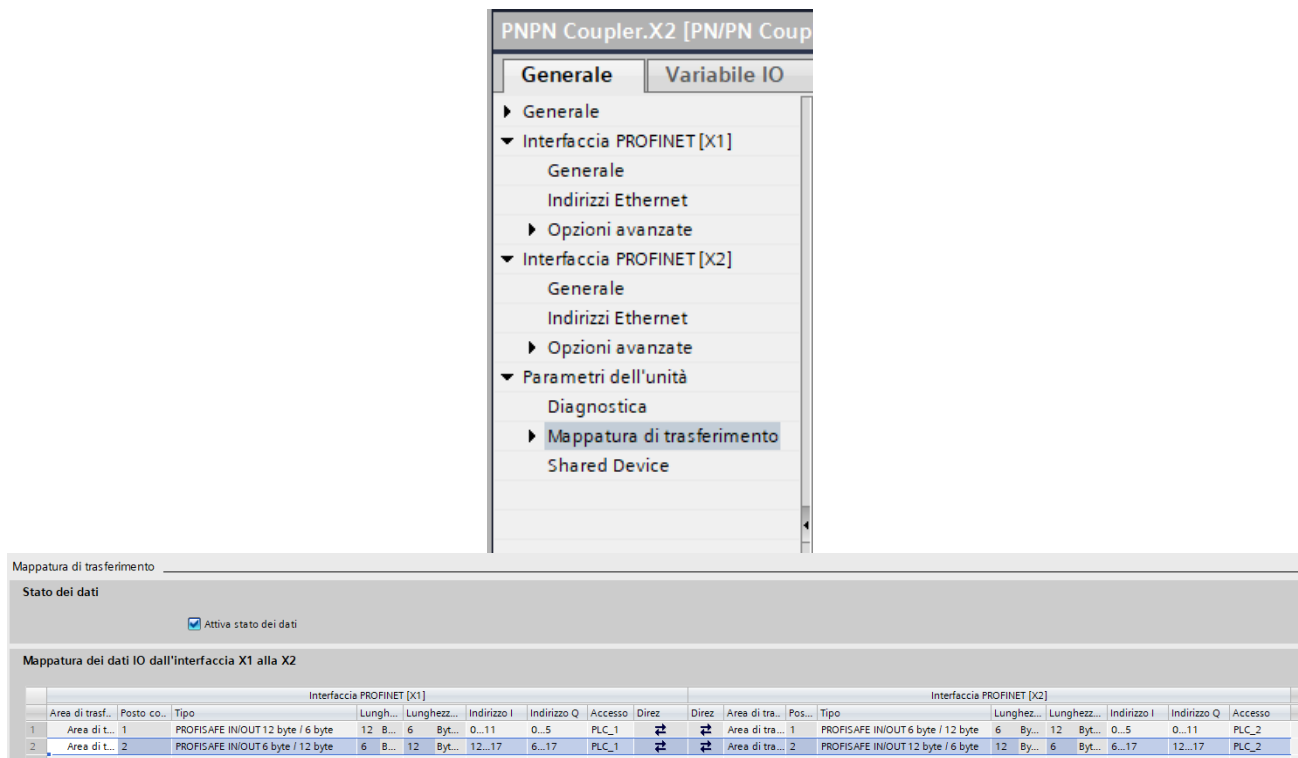 PNPN Coupler.X2 [PN/PN Coup
Generale Variabile IO
Generale
Interfaccia PROFINET [X1]
Generale
Indirizzi Ethernet
Opzioni avanzate
Interfaccia PROFINET [X2]
Generale
Indirizzi Ethernet
Opzioni avanzate
Parametri dell'unità
Diagnostica
Mappatura di trasferimento
Shared Device
Mappatura di trasferimento
Stato dei dati
Attiva stato dei dati
Mappatura dei dati IO dall'interfaccia X1 alla X2
Interfaccia PROFINET [X1] Interfaccia PROFINET [X2]
Area di trasf.. Posto co.. Tipo Lungh... Lunghezz... Indirizzo I Indirizzo Q Accesso Direz Direz Area di tra.. Pos... Tipo Lunghez... Lunghezz... Indirizzo I Indirizzo Q Accesso
1 Area di t... 1 PROFISAFE IN/OUT 12 byte / 6 byte 12 B... 6 Byt... 0...11 0...5 PLC_1 Area di tra... 1 PROFISAFE IN/OUT 6 byte / 12 byte 6 By... 12 Byt... 0...5 0...11 PLC_2
2 Area di t... 2 PROFISAFE IN/OUT 6 byte / 12 byte 6 B... 12 Byt... 12...17 6...17 PLC_1 Area di tra... 2 PROFISAFE IN/OUT 12 byte / 6 byte 12 By... 6 Byt... 6...17 12...17 PLC_2